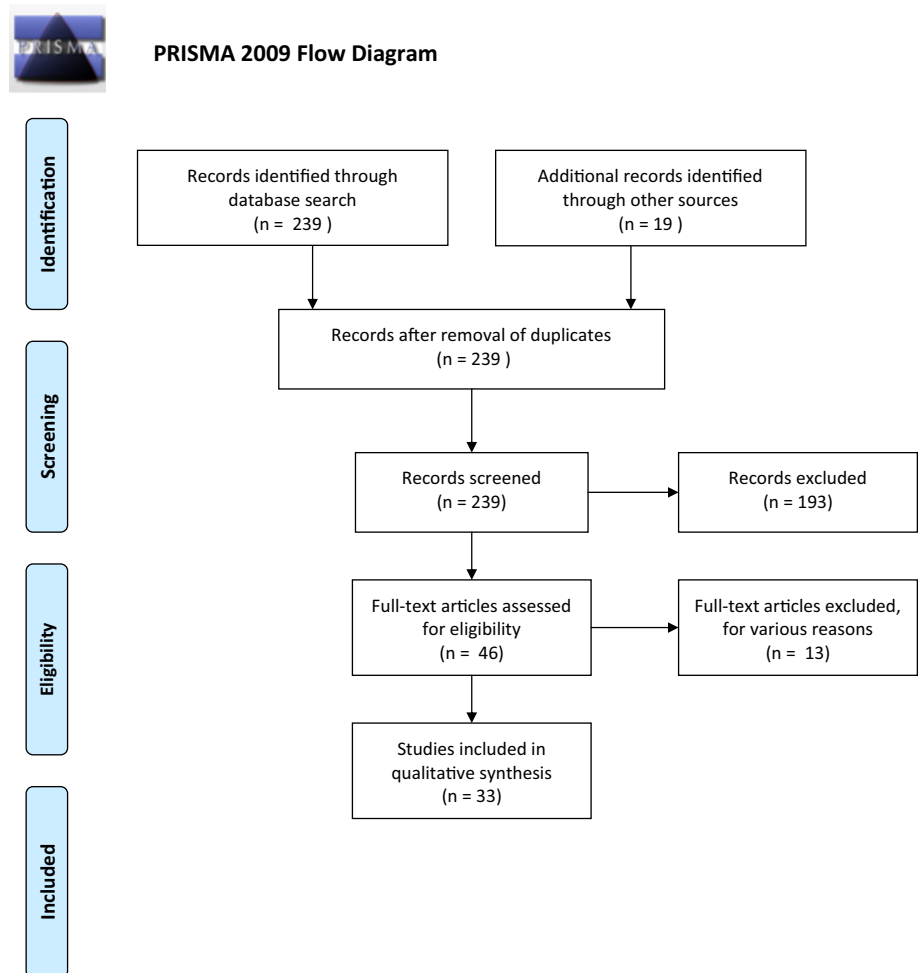 PRISMA
PRISMA 2009 Flow Diagram
Identification
Records identified through
database search
(n = 239 )
Additional records identified
through other sources
(n = 19 )
Records after removal of duplicates
(n = 239 )
Screening
Records screened
(n = 239)
Records excluded
(n = 193)
Eligibility
Full-text articles assessed
for eligibility
(n = 46)
Full-text articles excluded,
for various reasons
(n = 13)
Studies included in
qualitative synthesis
(n = 33)
Included